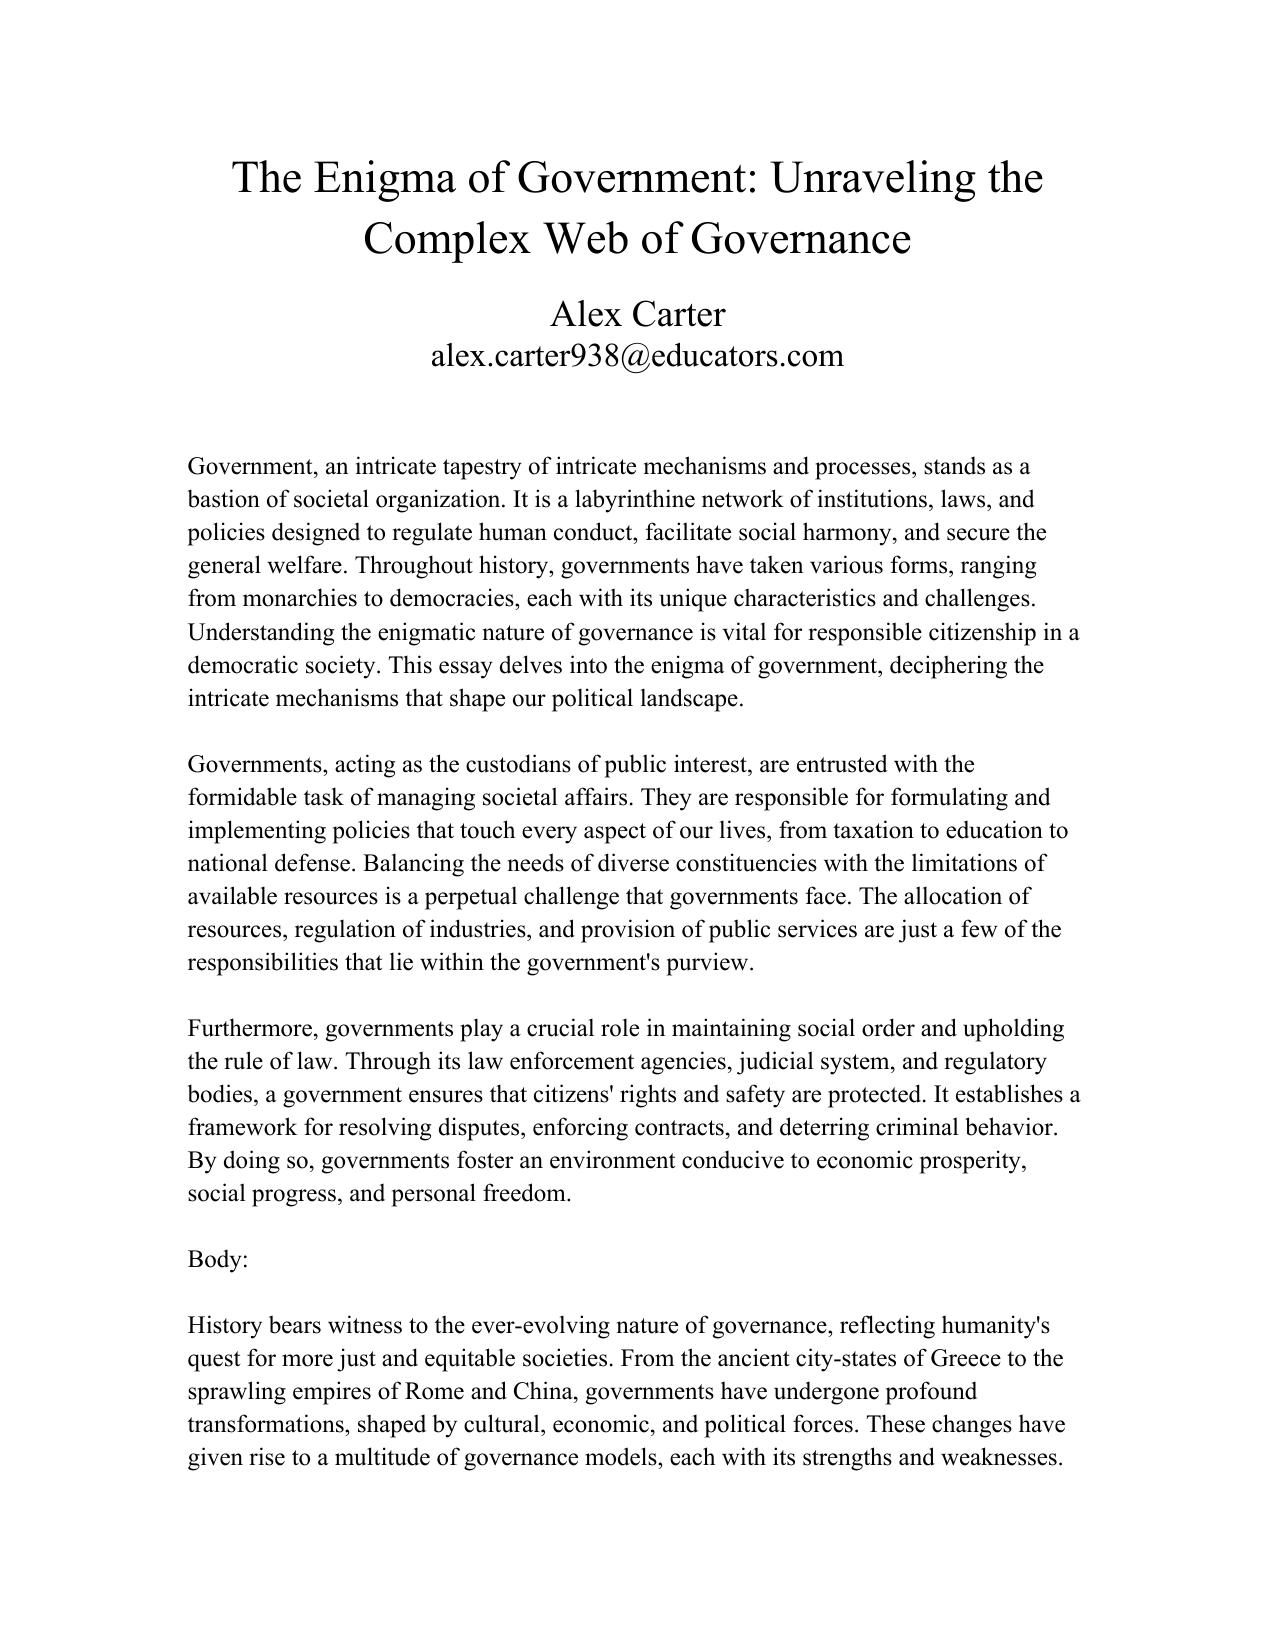 The Enigma of Government: Unraveling the
Complex Web of Governance
Alex Carter
alex.carter938@educators.com
Government, an intricate tapestry of intricate mechanisms and processes, stands as a
bastion of societal organization. It is a labyrinthine network of institutions, laws, and
policies designed to regulate human conduct, facilitate social harmony, and secure the
general welfare. Throughout history, governments have taken various forms, ranging
from monarchies to democracies, each with its unique characteristics and challenges.
Understanding the enigmatic nature of governance is vital for responsible citizenship in a
democratic society. This essay delves into the enigma of government, deciphering the
intricate mechanisms that shape our political landscape.
Governments, acting as the custodians of public interest, are entrusted with the
formidable task of managing societal affairs. They are responsible for formulating and
implementing policies that touch every aspect of our lives, from taxation to education to
national defense. Balancing the needs of diverse constituencies with the limitations of
available resources is a perpetual challenge that governments face. The allocation of
resources, regulation of industries, and provision of public services are just a few of the
responsibilities that lie within the government's purview.
Furthermore, governments play a crucial role in maintaining social order and upholding
the rule of law. Through its law enforcement agencies, judicial system, and regulatory
bodies, a government ensures that citizens' rights and safety are protected. It establishes a
framework for resolving disputes, enforcing contracts, and deterring criminal behavior.
By doing so, governments foster an environment conducive to economic prosperity,
social progress, and personal freedom.
Body:
History bears witness to the ever-evolving nature of governance, reflecting humanity's
quest for more just and equitable societies. From the ancient city-states of Greece to the
sprawling empires of Rome and China, governments have undergone profound
transformations, shaped by cultural, economic, and political forces. These changes have
given rise to a multitude of governance models, each with its strengths and weaknesses.